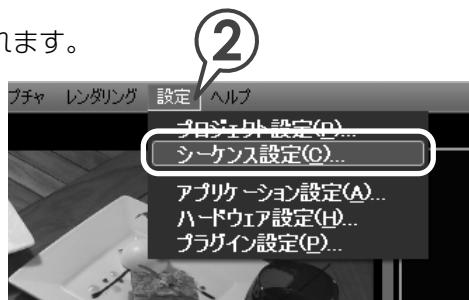 れます。
2
プチャ レンダリング 設定 ヘルプ
プロジェクト設定(P)...
シーケンス設定(C)...
アプリケーション設定(A)...
ハードウェア設定(H)...
プラグイン設定(P)...